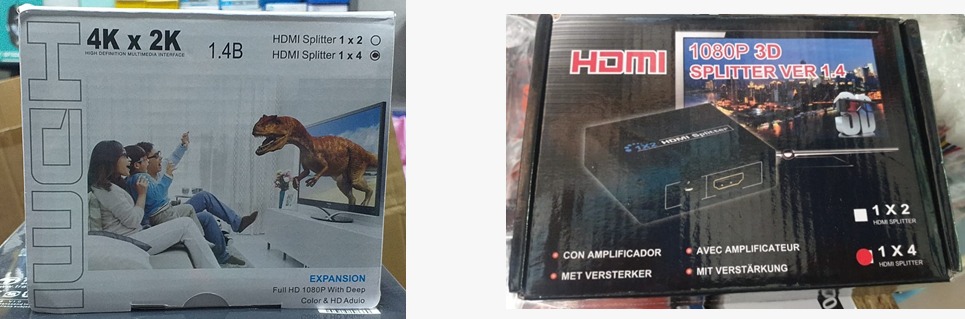 HDMI
4K x 2K
HIGH DEFINITION MULTIMEDIA INTERFACE
1.4B
HDMI Splitter 1 x 2
HDMI Splitter 1 x 4
EXPANSION
Full HD 1080P With Deep
Color & HD Aduio
HDMI
1080P 3D
SPLITTER VER 1.4
3D
1X2 HDMI Splitter
1 X 2
HDMI SPLITTER
1 X 4
HDMI SPLITTER
CON AMPLIFICADOR
AVEC AMPLIFICATEUR
MET VERSTERKER
MIT VERSTÄRKUNG